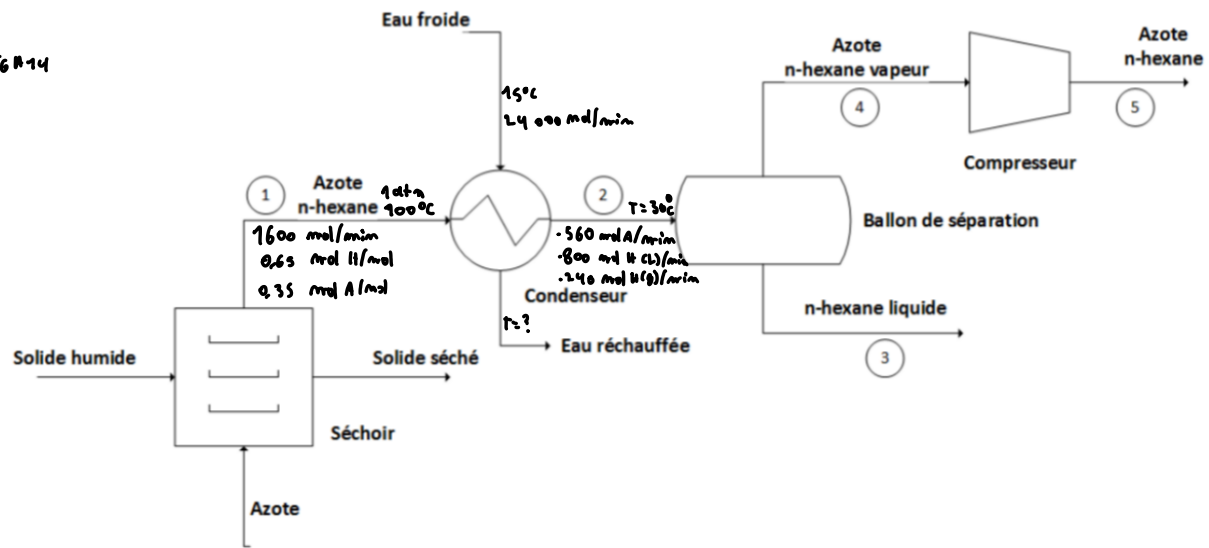 Eau froide
15°C
24 000 mol/min
Azote
n-hexane vapeur
4
Azote
n-hexane
5
Compresseur
1
Azote
n-hexane
1 atm
100°C
1600 mol/min
0,65 mol H/mol
0,35 mol A/mol
2
T=30°C
•560 mol A/min
•800 mol H(L)/min
•240 mol H(g)/min
Condenseur
T=?
Eau réchauffée
Ballon de séparation
n-hexane liquide
3
Solide humide
Solide séché
Séchoir
Azote